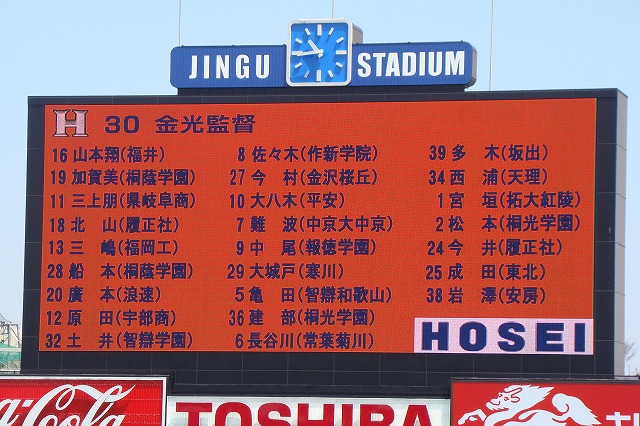 JINGU STADIUM
H 30 金光監督
16 山本翔(福井) 8 佐々木(作新学院) 39 多 木(坂出)
19 加賀美(桐蔭学園) 27 今 村(金沢桜丘) 34 西 浦(天理)
11 三上朋(県岐阜商) 10 大八木(平安) 1 宮 垣(拓大紅陵)
18 北 山(履正社) 7 難 波(中京大中京) 2 松 本(桐光学園)
13 三 嶋(福岡工) 9 中 尾(報徳学園) 24 今 井(履正社)
28 船 本(桐蔭学園) 29 大城戸(寒川) 25 成 田(東北)
20 廣 本(浪速) 5 亀 田(智辯和歌山) 38 岩 澤(安房)
12 原 田(宇部商) 36 建 部(桐光学園)
32 土 井(智辯学園) 6 長谷川(常葉菊川) HOSEI
Coca-Cola TOSHIBA